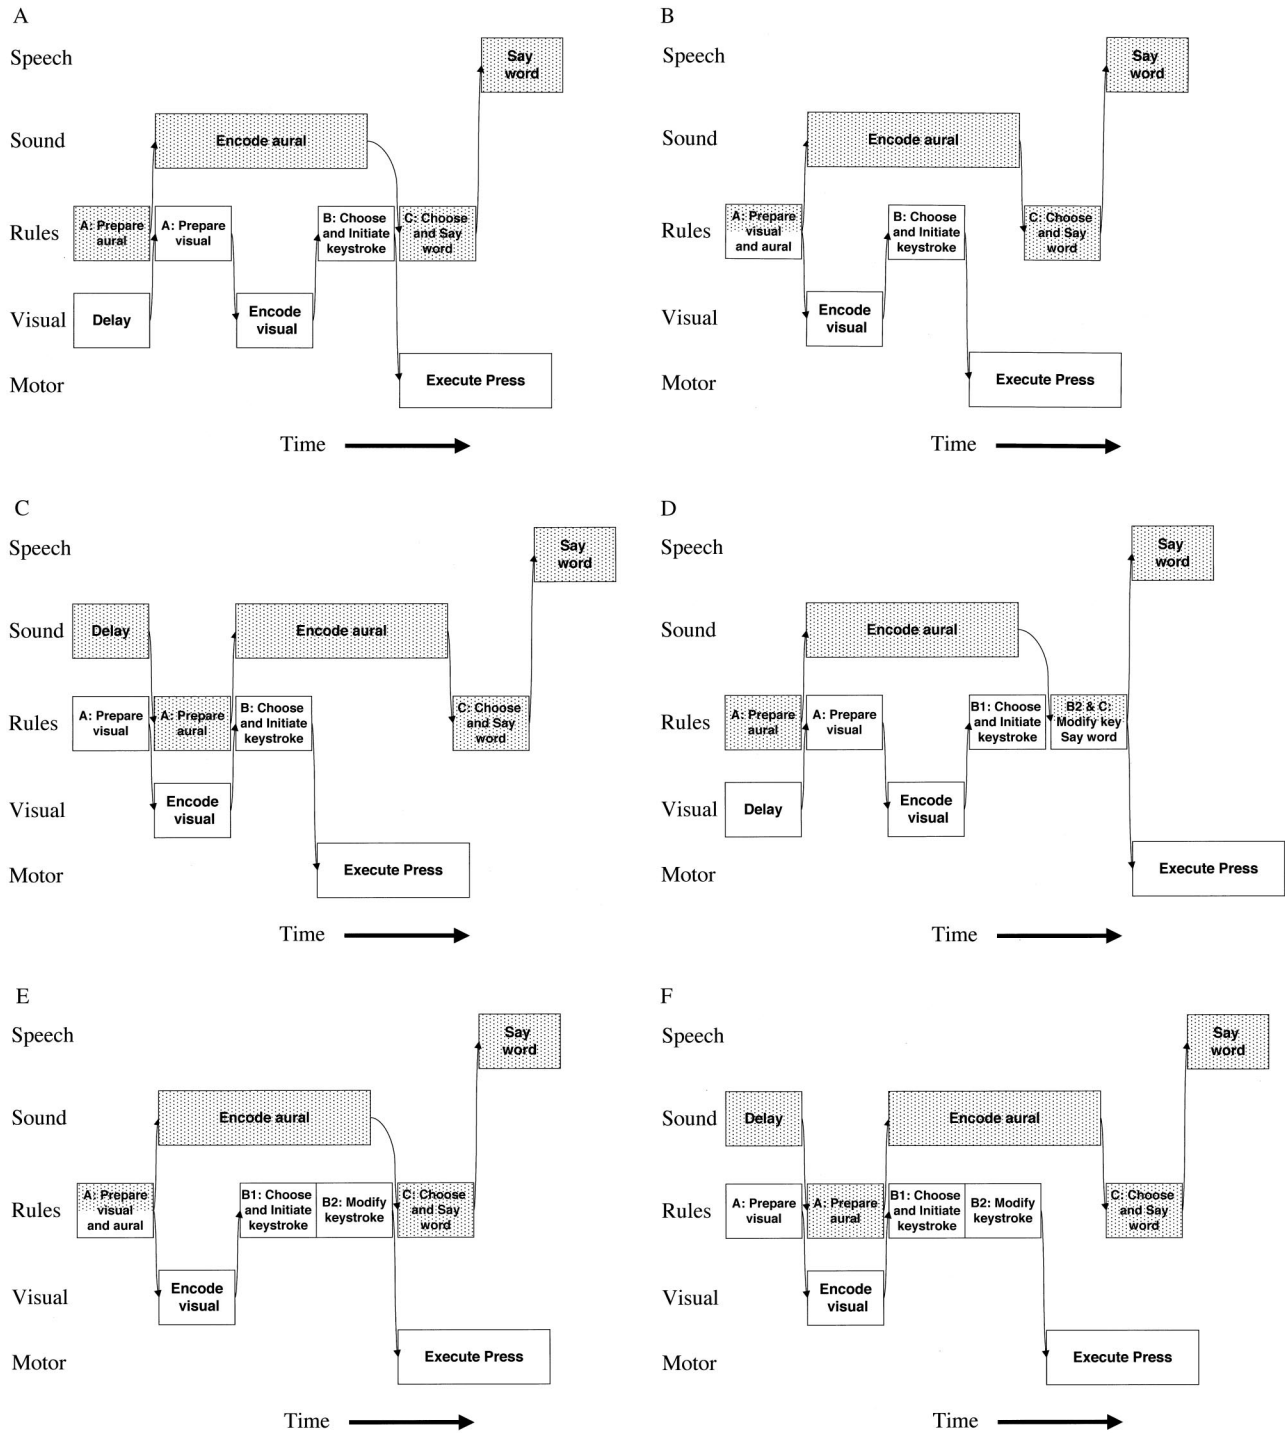 A
Speech
Say
word
Sound
Encode aural
Rules
A: Prepare
aural
A: Prepare
visual
B: Choose
and Initiate
keystroke
C: Choose
and Say
word
Visual
Delay
Encode
visual
Motor
Execute Press
Time
B
Speech
Say
word
Sound
Encode aural
Rules
A: Prepare
visual
and aural
B: Choose
and Initiate
keystroke
C: Choose
and Say
word
Visual
Encode
visual
Motor
Execute Press
Time
C
Speech
Say
word
Sound
Delay
Encode aural
Rules
A: Prepare
visual
A: Prepare
aural
B: Choose
and Initiate
keystroke
C: Choose
and Say
word
Visual
Encode
visual
Motor
Execute Press
Time
D
Speech
Say
word
Sound
Encode aural
Rules
A: Prepare
aural
A: Prepare
visual
B1: Choose
and Initiate
keystroke
B2 & C:
Modify key
Say word
Visual
Delay
Encode
visual
Motor
Execute Press
Time
E
Speech
Say
word
Sound
Encode aural
Rules
A: Prepare
visual
and aural
B1: Choose
and Initiate
keystroke
B2: Modify
keystroke
C: Choose
and Say
word
Visual
Encode
visual
Motor
Execute Press
Time
F
Speech
Say
word
Sound
Delay
Encode aural
Rules
A: Prepare
visual
A: Prepare
aural
B1: Choose
and Initiate
keystroke
B2: Modify
keystroke
C: Choose
and Say
word
Visual
Encode
visual
Motor
Execute Press
Time